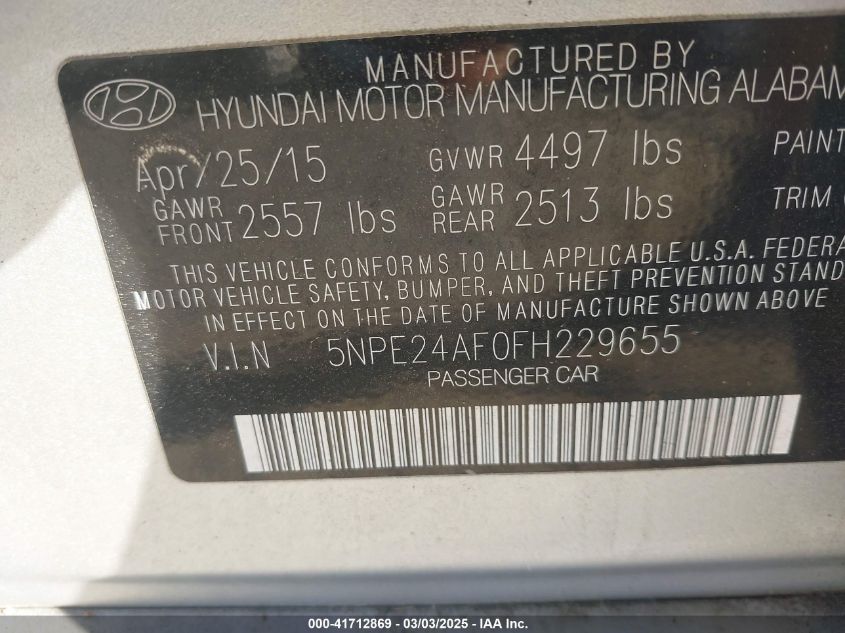 MANUFACTURED BY
HYUNDAI MOTOR MANUFACTURING ALABAM
Apr/25/15 GVWR 4497 lbs PAINT
GAWR FRONT 2557 lbs GAWR REAR 2513 lbs TRIM
THIS VEHICLE CONFORMS TO ALL APPLICABLE U.S.A. FEDERA
MOTOR VEHICLE SAFETY, BUMPER, AND THEFT PREVENTION STAND
IN EFFECT ON THE DATE OF MANUFACTURE SHOWN ABOVE
V.I.N 5NPE24AF0FH229655
PASSENGER CAR
000-41712869 - 03/03/2025 - IAA Inc.